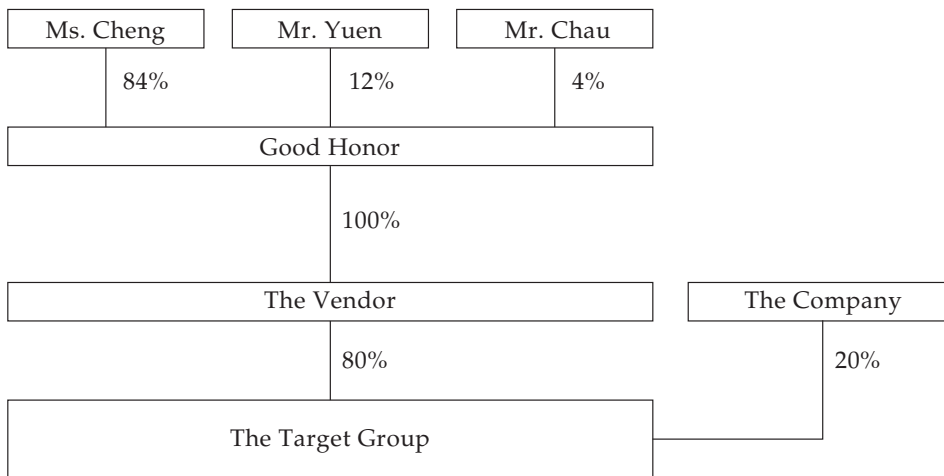 Ms. Cheng
Mr. Yuen
Mr. Chau
84%
12%
4%
Good Honor
100%
The Vendor
The Company
80%
20%
The Target Group